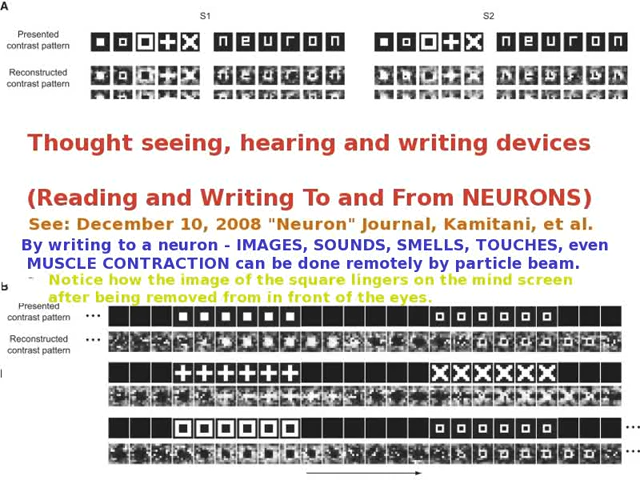 A
S1 S2
Presented
contrast pattern
neuron neuron
Reconstructed
contrast pattern
Thought seeing, hearing and writing devices
(Reading and Writing To and From NEURONS)
See: December 10, 2008 "Neuron" Journal, Kamitani, et al.
By writing to a neuron - IMAGES, SOUNDS, SMELLS, TOUCHES, even
MUSCLE CONTRACTION can be done remotely by particle beam.
Notice how the image of the square lingers on the mind screen
after being removed from in front of the eyes.
B
Presented
contrast pattern
...
Reconstructed
contrast pattern
...
...
...